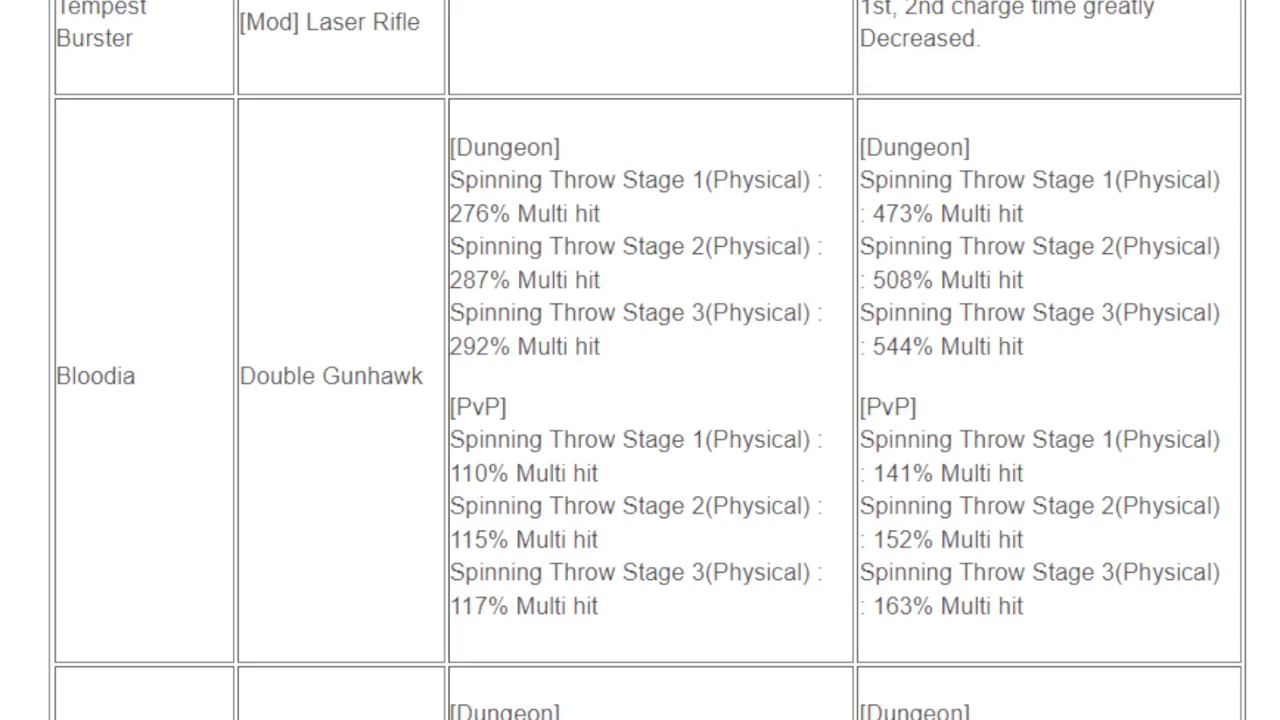 Tempest
Burster
[Mod] Laser Rifle
1st, 2nd charge time greatly
Decreased.
Bloodia
Double Gunhawk
[Dungeon]
Spinning Throw Stage 1(Physical) :
276% Multi hit
Spinning Throw Stage 2(Physical) :
287% Multi hit
Spinning Throw Stage 3(Physical) :
292% Multi hit
[PvP]
Spinning Throw Stage 1(Physical) :
110% Multi hit
Spinning Throw Stage 2(Physical) :
115% Multi hit
Spinning Throw Stage 3(Physical) :
117% Multi hit
[Dungeon]
Spinning Throw Stage 1(Physical)
: 473% Multi hit
Spinning Throw Stage 2(Physical)
: 508% Multi hit
Spinning Throw Stage 3(Physical)
: 544% Multi hit
[PvP]
Spinning Throw Stage 1(Physical)
: 141% Multi hit
Spinning Throw Stage 2(Physical)
: 152% Multi hit
Spinning Throw Stage 3(Physical)
: 163% Multi hit
[Dungeon]
[Dungeon]